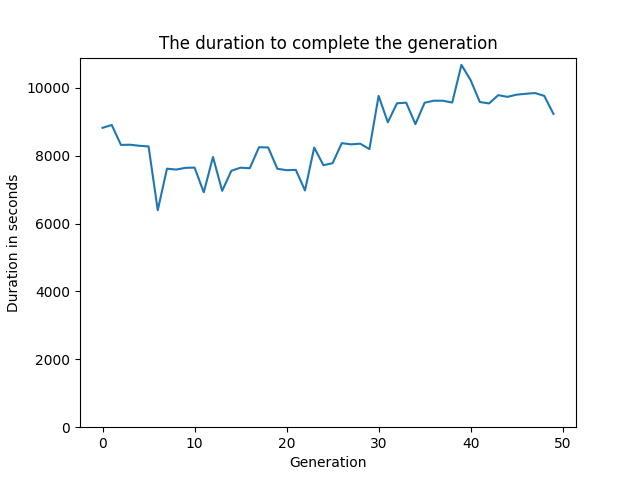 The duration to complete the generation
10000
8000
6000
4000
2000
0
Duration in seconds
0 10 20 30 40 50
Generation